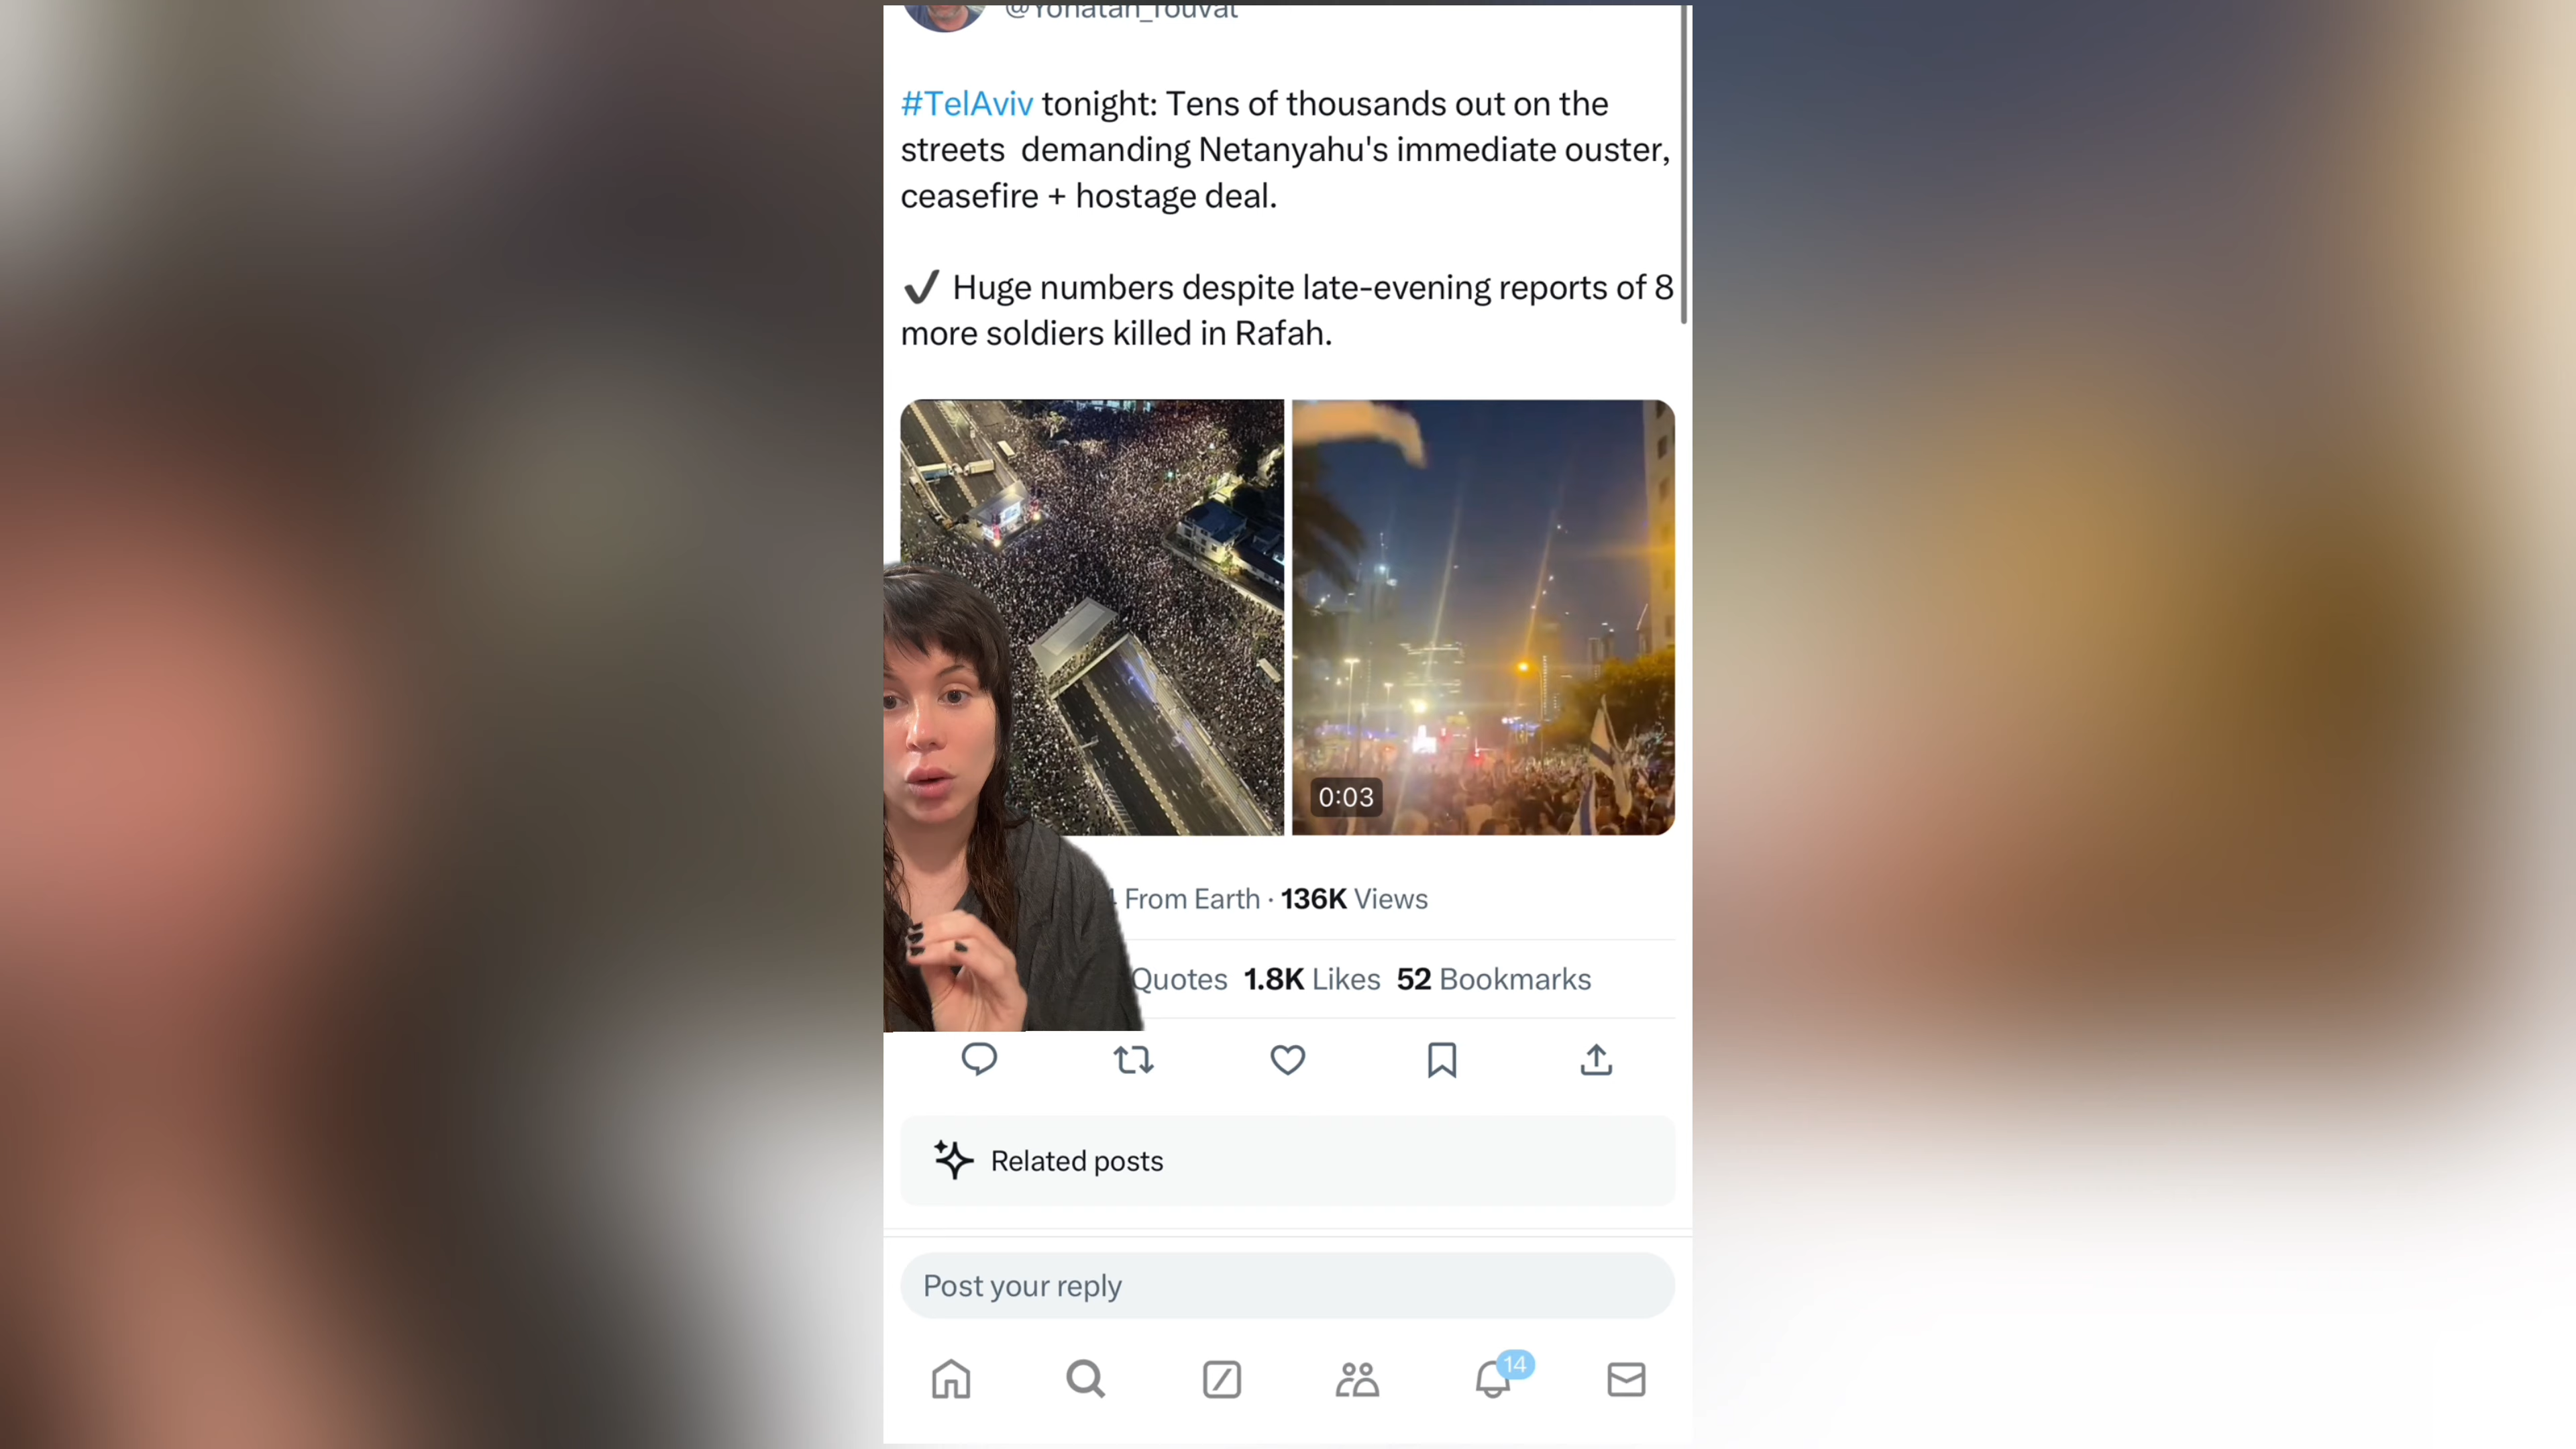 @Yonatan_Touval
#TelAviv tonight: Tens of thousands out on the
streets demanding Netanyahu's immediate ouster,
ceasefire + hostage deal.
✔ Huge numbers despite late-evening reports of 8
more soldiers killed in Rafah.
0:03
From Earth · 136K Views
Quotes 1.8K Likes 52 Bookmarks
Related posts
Post your reply
14